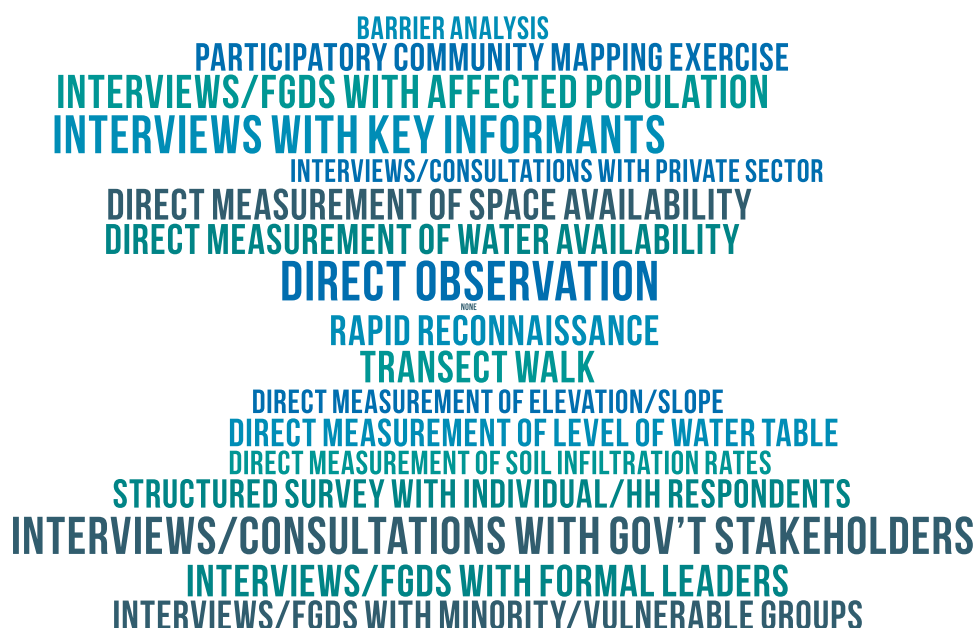 BARRIER ANALYSIS
PARTICIPATORY COMMUNITY MAPPING EXERCISE
INTERVIEWS/FGDS WITH AFFECTED POPULATION
INTERVIEWS WITH KEY INFORMANTS
INTERVIEWS/CONSULTATIONS WITH PRIVATE SECTOR
DIRECT MEASUREMENT OF SPACE AVAILABILITY
DIRECT MEASUREMENT OF WATER AVAILABILITY
DIRECT OBSERVATION
NONE
RAPID RECONNAISSANCE
TRANSECT WALK
DIRECT MEASUREMENT OF ELEVATION/SLOPE
DIRECT MEASUREMENT OF LEVEL OF WATER TABLE
DIRECT MEASUREMENT OF SOIL INFILTRATION RATES
STRUCTURED SURVEY WITH INDIVIDUAL/HH RESPONDENTS
INTERVIEWS/CONSULTATIONS WITH GOV'T STAKEHOLDERS
INTERVIEWS/FGDS WITH FORMAL LEADERS
INTERVIEWS/FGDS WITH MINORITY/VULNERABLE GROUPS